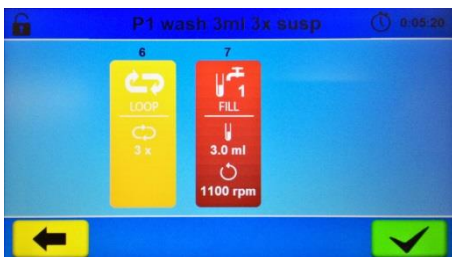 P1 wash 3ml 3x susp
0:05:20
6
7
LOOP
3 x
1
FILL
3.0 ml
1100 rpm